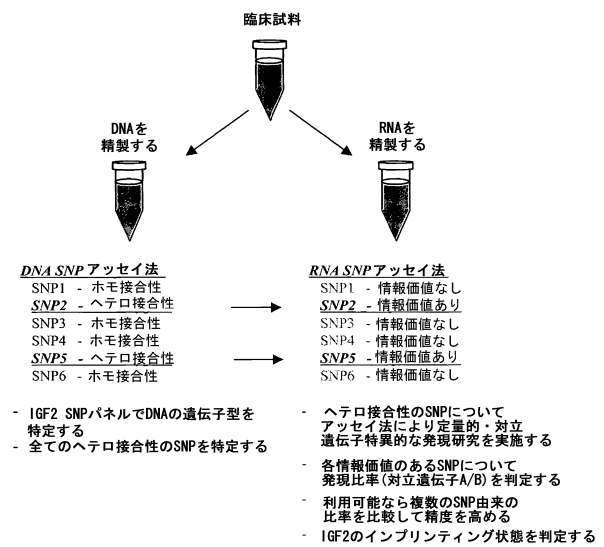 臨床試料
DNAを
精製する
RNAを
精製する
DNA SNPアッセイ法
SNP1 - ホモ接合性
SNP2 - ヘテロ接合性
SNP3 - ホモ接合性
SNP4 - ホモ接合性
SNP5 - ヘテロ接合性
SNP6 - ホモ接合性
RNA SNPアッセイ法
SNP1 - 情報価値なし
SNP2 - 情報価値あり
SNP3 - 情報価値なし
SNP4 - 情報価値なし
SNP5 - 情報価値あり
SNP6 - 情報価値なし
- IGF2 SNPパネルでDNAの遺伝子型を
特定する
- 全てのヘテロ接合性のSNPを特定する
- ヘテロ接合性のSNPについて
アッセイ法により定量的・対立
遺伝子特異的な発現研究を実施する
- 各情報価値のあるSNPについて
発現比率(対立遺伝子A/B)を判定する
- 利用可能なら複数のSNP由来の
比率を比較して精度を高める
- IGF2のインプリンティング状態を判定する